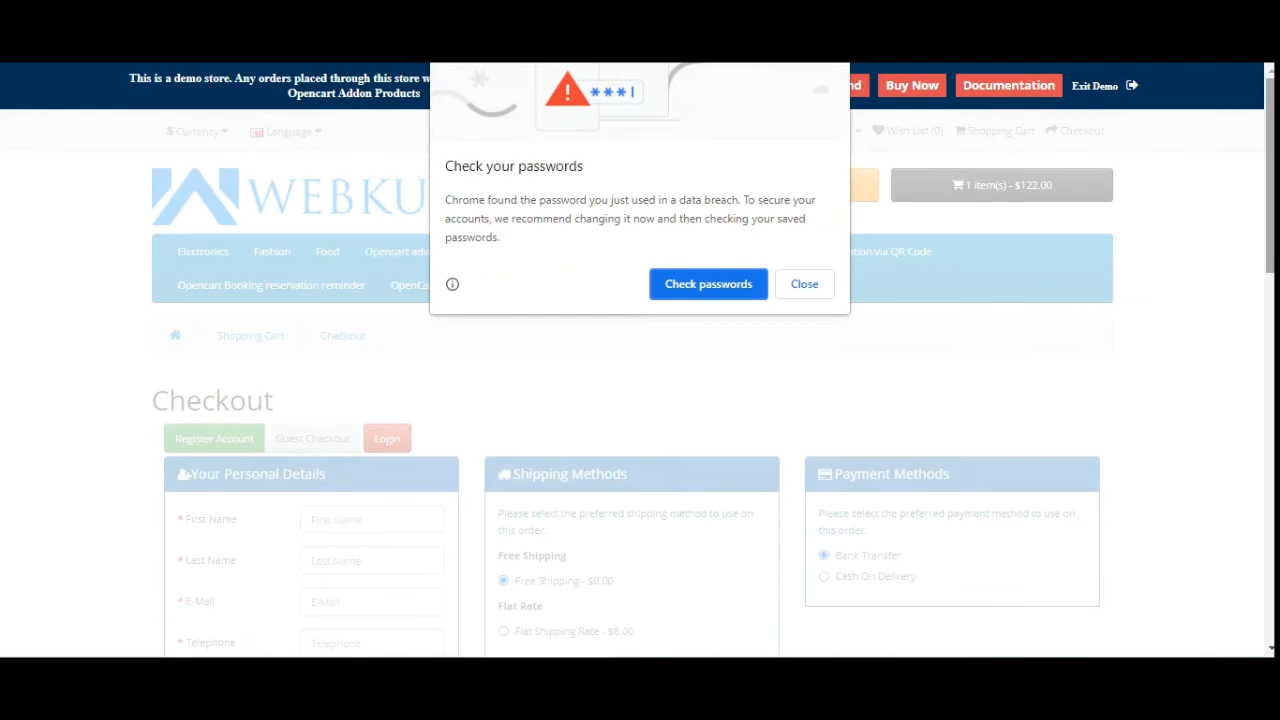 This is a demo store. Any orders placed through this store w
Opencart Addon Products
Buy Now
Documentation
Exit Demo
$ Currency
Language
Wish List (0)
Shopping Cart
Checkout
WEBKU
1 item(s) - $122.00
***
Check your passwords
Chrome found the password you just used in a data breach. To secure your
accounts, we recommend changing it now and then checking your saved
passwords.
Check passwords
Close
Electronics
Fashion
Food
Opencart adv
via QR Code
Opencart Booking reservation reminder
OpenCa
Shopping Cart
Checkout
Checkout
Register Account
Guest Checkout
Login
Your Personal Details
* First Name
First Name
* Last Name
Last Name
* E-Mail
E-Mail
* Telephone
Telephone
Shipping Methods
Please select the preferred shipping method to use on
this order.
Free Shipping
Free Shipping - $0.00
Flat Rate
Flat Shipping Rate - $8.00
Payment Methods
Please select the preferred payment method to use on
this order.
Bank Transfer
Cash On Delivery